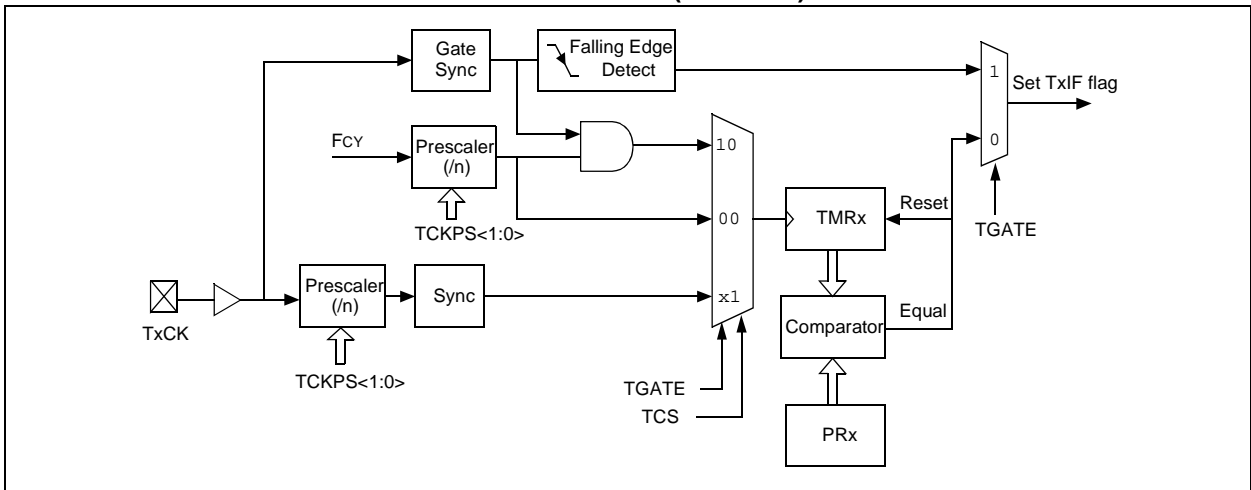 Gate
Sync
Falling Edge
Detect
1
Set TxIF flag
0
FCY
Prescaler
(/n)
10
TCKPS<1:0>
00
TMRx
Reset
TGATE
TxCK
Prescaler
(/n)
Sync
x1
Comparator
Equal
TCKPS<1:0>
TGATE
TCS
PRx